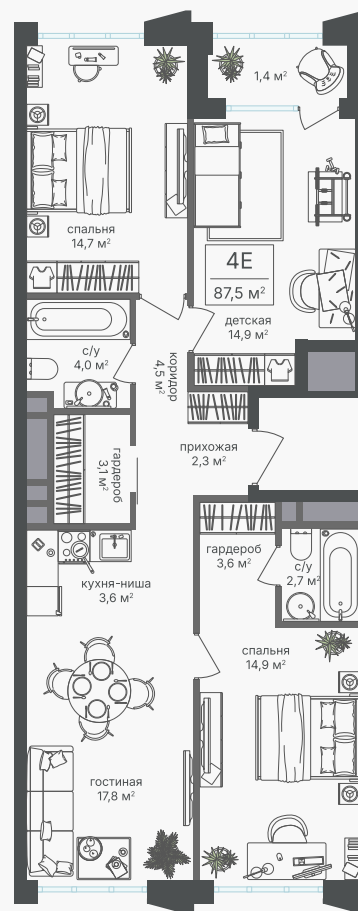 1,4 м²
спальня
14,7 м²
4Е
87,5 м²
детская
14,9 м²
с/у
4,0 м²
коридор
4,5 м²
прихожая
2,3 м²
гардероб
3,1 м²
гардероб
3,6 м²
с/у
2,7 м²
кухня-ниша
3,6 м²
спальня
14,9 м²
гостиная
17,8 м²